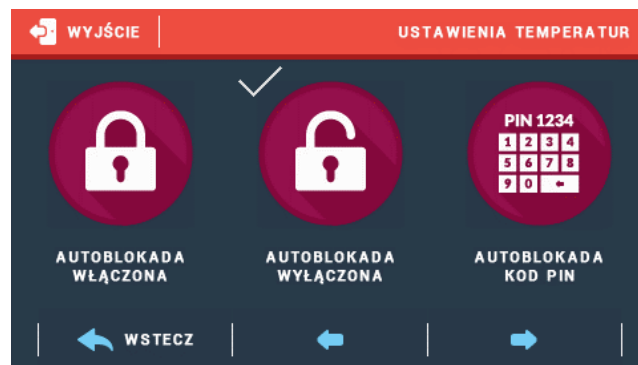 WYJŚCIE
USTAWIENIA TEMPERATUR
PIN 1234
1 2 3 4
5 6 7 8
9 0
AUTOBLOKADA
WŁĄCZONA
AUTOBLOKADA
WYŁĄCZONA
AUTOBLOKADA
KOD PIN
WSTECZ